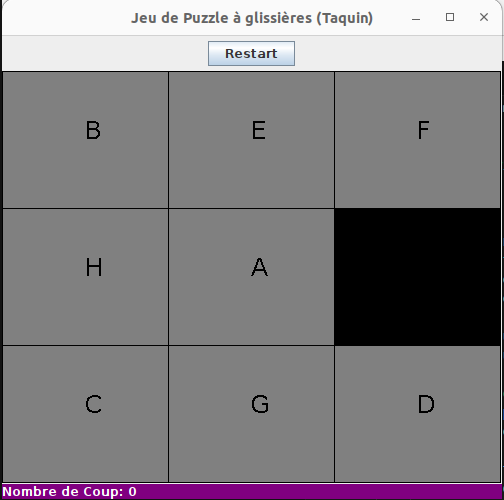 Jeu de Puzzle à glissières (Taquin)
Restart
B E F
H A
C G D
Nombre de Coup: 0